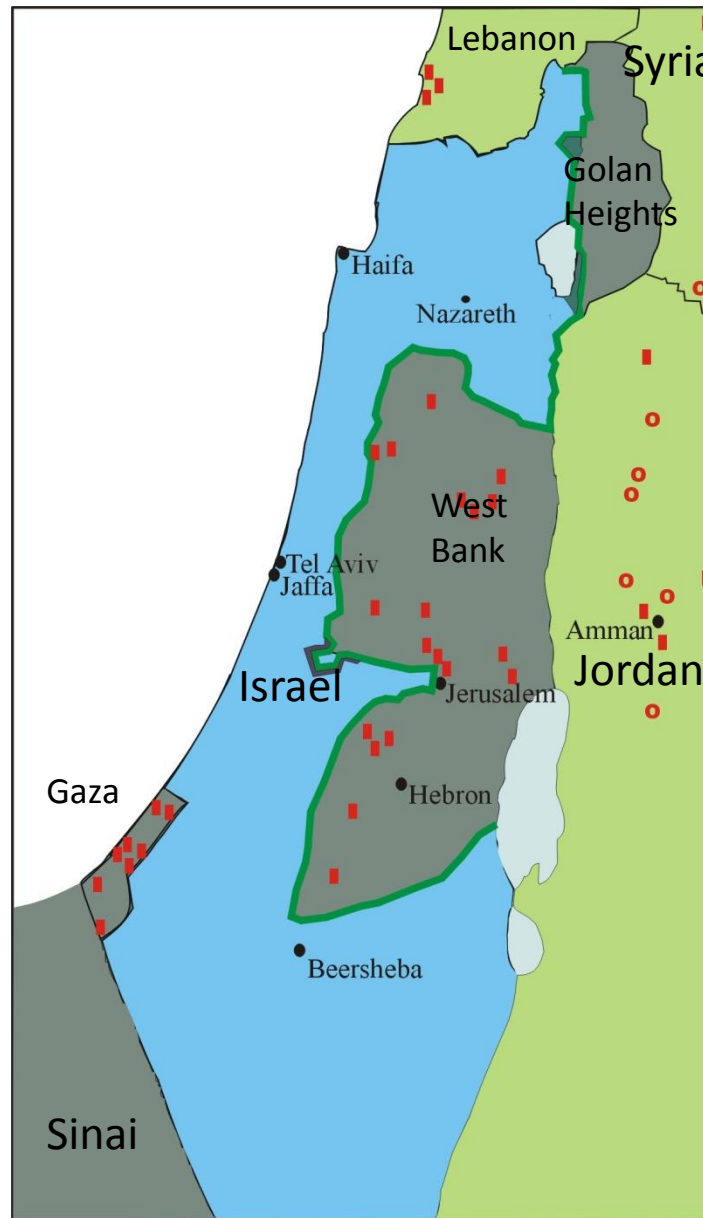 Lebanon
Syria
Golan
Heights
Haifa
Nazareth
West
Bank
Tel Aviv
Jaffa
Amman
Israel
Jerusalem
Jordan
Gaza
Hebron
Beersheba
Sinai